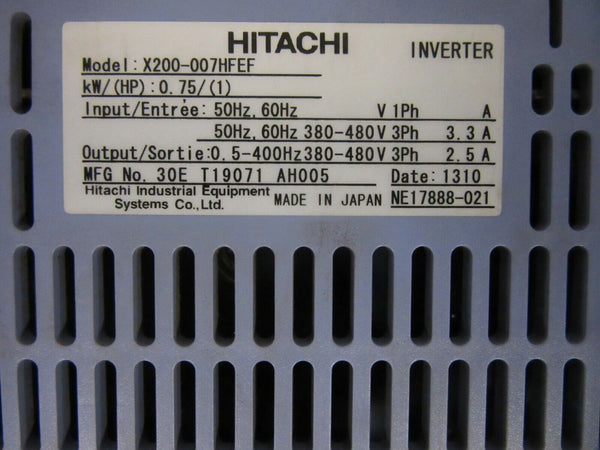 HITACHI INVERTER
Model: X200-007HFEF
kW/(HP): 0.75/(1)
Input/Entrée: 50Hz, 60Hz V 1Ph A
50Hz, 60Hz 380-480V 3Ph 3.3 A
Output/Sortie: 0.5-400Hz 380-480V 3Ph 2.5 A
MFG No. 30E T19071 AH005 Date: 1310
Hitachi Industrial Equipment
Systems Co., Ltd. MADE IN JAPAN NE17888-021